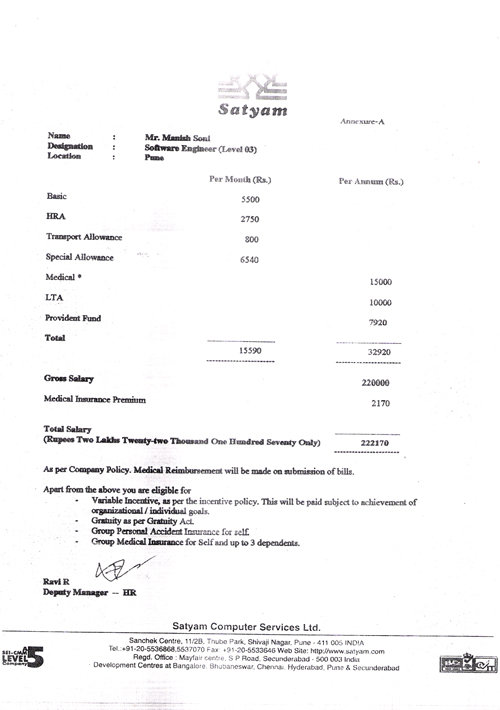 Satyam
Annexure-A
Name : Mr. Manish Soni
Designation : Software Engineer (Level 03)
Location : Pune
Per Month (Rs.) Per Annum (Rs.)
Basic 5500
HRA 2750
Transport Allowance 800
Special Allowance 6540
Medical * 15000
LTA 10000
Provident Fund 7920
Total
15590 32920
Gross Salary 220000
Medical Insurance Premium 2170
Total Salary
(Rupees Two Lakhs Twenty-two Thousand One Hundred Seventy Only) 222170
As per Company Policy. Medical Reimbursement will be made on submission of bills.
Apart from the above you are eligible for
- Variable Incentive, as per the incentive policy. This will be paid subject to achievement of
organizational / individual goals.
- Gratuity as per Gratuity Act.
- Group Personal Accident Insurance for self.
- Group Medical Insurance for Self and up to 3 dependents.
Ravi R
Deputy Manager -- HR
Satyam Computer Services Ltd.
Sanchek Centre, 11/2B, Thube Park, Shivaji Nagar, Pune - 411 005 INDIA
Tel.:+91-20-5536868,5537070 Fax: +91-20-5533646 Web Site: http://www.satyam.com
Regd. Office : Mayfair centre, S P Road, Secunderabad - 500 003 India
Development Centres at Bangalore, Bhubaneswar, Chennai, Hyderabad, Pune & Secunderabad
SEI-CMM
LEVEL 5
Company